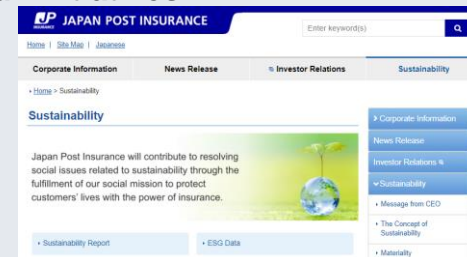 JP INSURANCE JAPAN POST INSURANCE
Enter keyword(s)
Home | Site Map | Japanese
Corporate Information News Release Investor Relations Sustainability
Home > Sustainability
Sustainability
Japan Post Insurance will contribute to resolving
social issues related to sustainability through the
fulfillment of our social mission to protect
customers' lives with the power of insurance.
Sustainability Report ESG Data
Corporate Information
News Release
Investor Relations
Sustainability
Message from CEO
The Concept of
Sustainability
Materiality